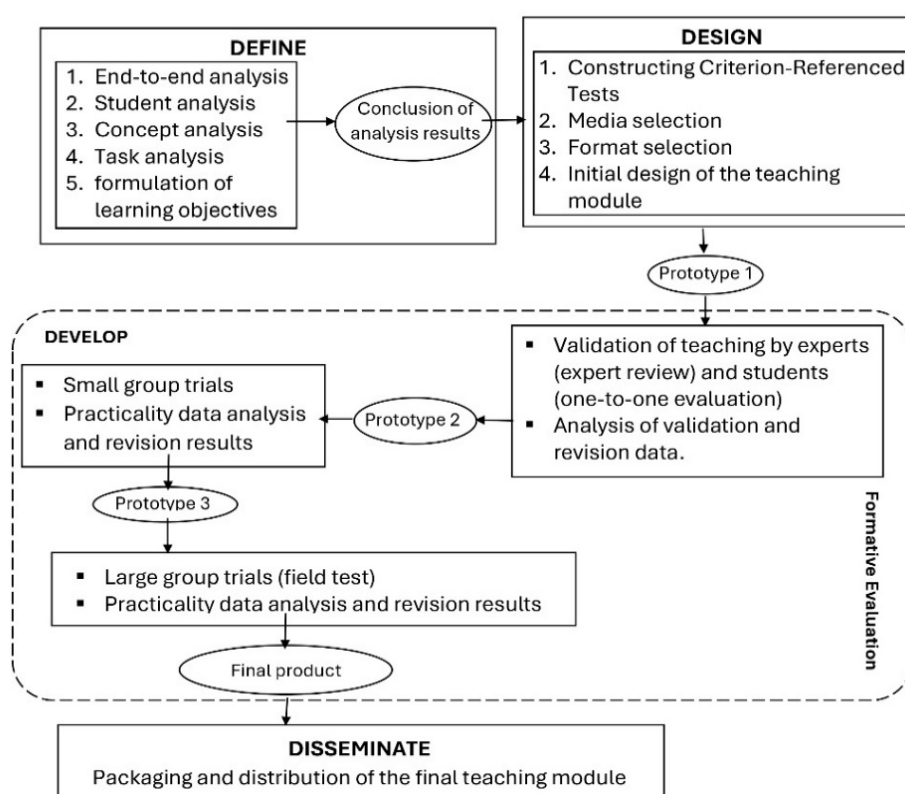 DEFINE
1. End-to-end analysis
2. Student analysis
3. Concept analysis
4. Task analysis
5. formulation of
learning objectives
Conclusion of
analysis results
DESIGN
1. Constructing Criterion-Referenced
Tests
2. Media selection
3. Format selection
4. Initial design of the teaching
module
Prototype 1
DEVELOP
▪ Validation of teaching by experts
(expert review) and students
(one-to-one evaluation)
▪ Analysis of validation and
revision data.
Prototype 2
▪ Small group trials
▪ Practicality data analysis
and revision results
Prototype 3
▪ Large group trials (field test)
▪ Practicality data analysis and revision results
Final product
Formative Evaluation
DISSEMINATE
Packaging and distribution of the final teaching module